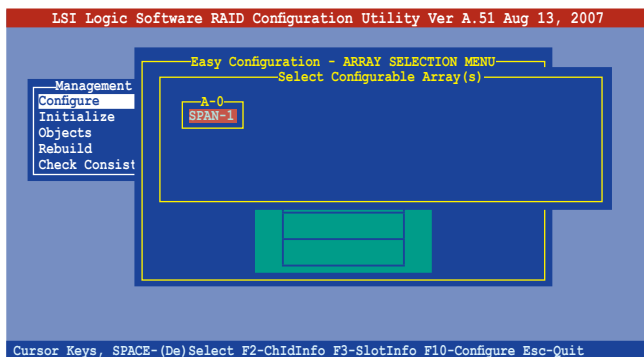 LSI Logic Software RAID Configuration Utility Ver A.51 Aug 13, 2007
Easy Configuration - ARRAY SELECTION MENU
Select Configurable Array(s)
Management
A-0
Configure
SPAN-1
Initialize
Objects
Rebuild
Check Consist
Cursor Keys, SPACE-(De)Select F2-ChIdInfo F3-SlotInfo F10-Configure Esc-Quit